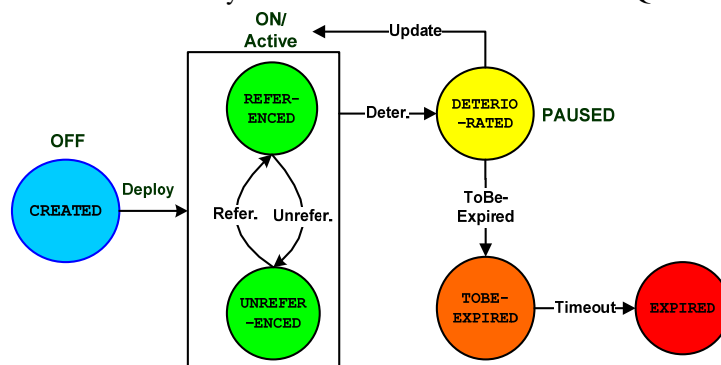 ON/
Active
Update
REFER-
ENCED
DETERIO
-RATED
Deter.
PAUSED
OFF
Deploy
CREATED
Refer.
Unrefer.
ToBe-
Expired
UNREFER
-ENCED
TOBE-
EXPIRED
Timeout
EXPIRED